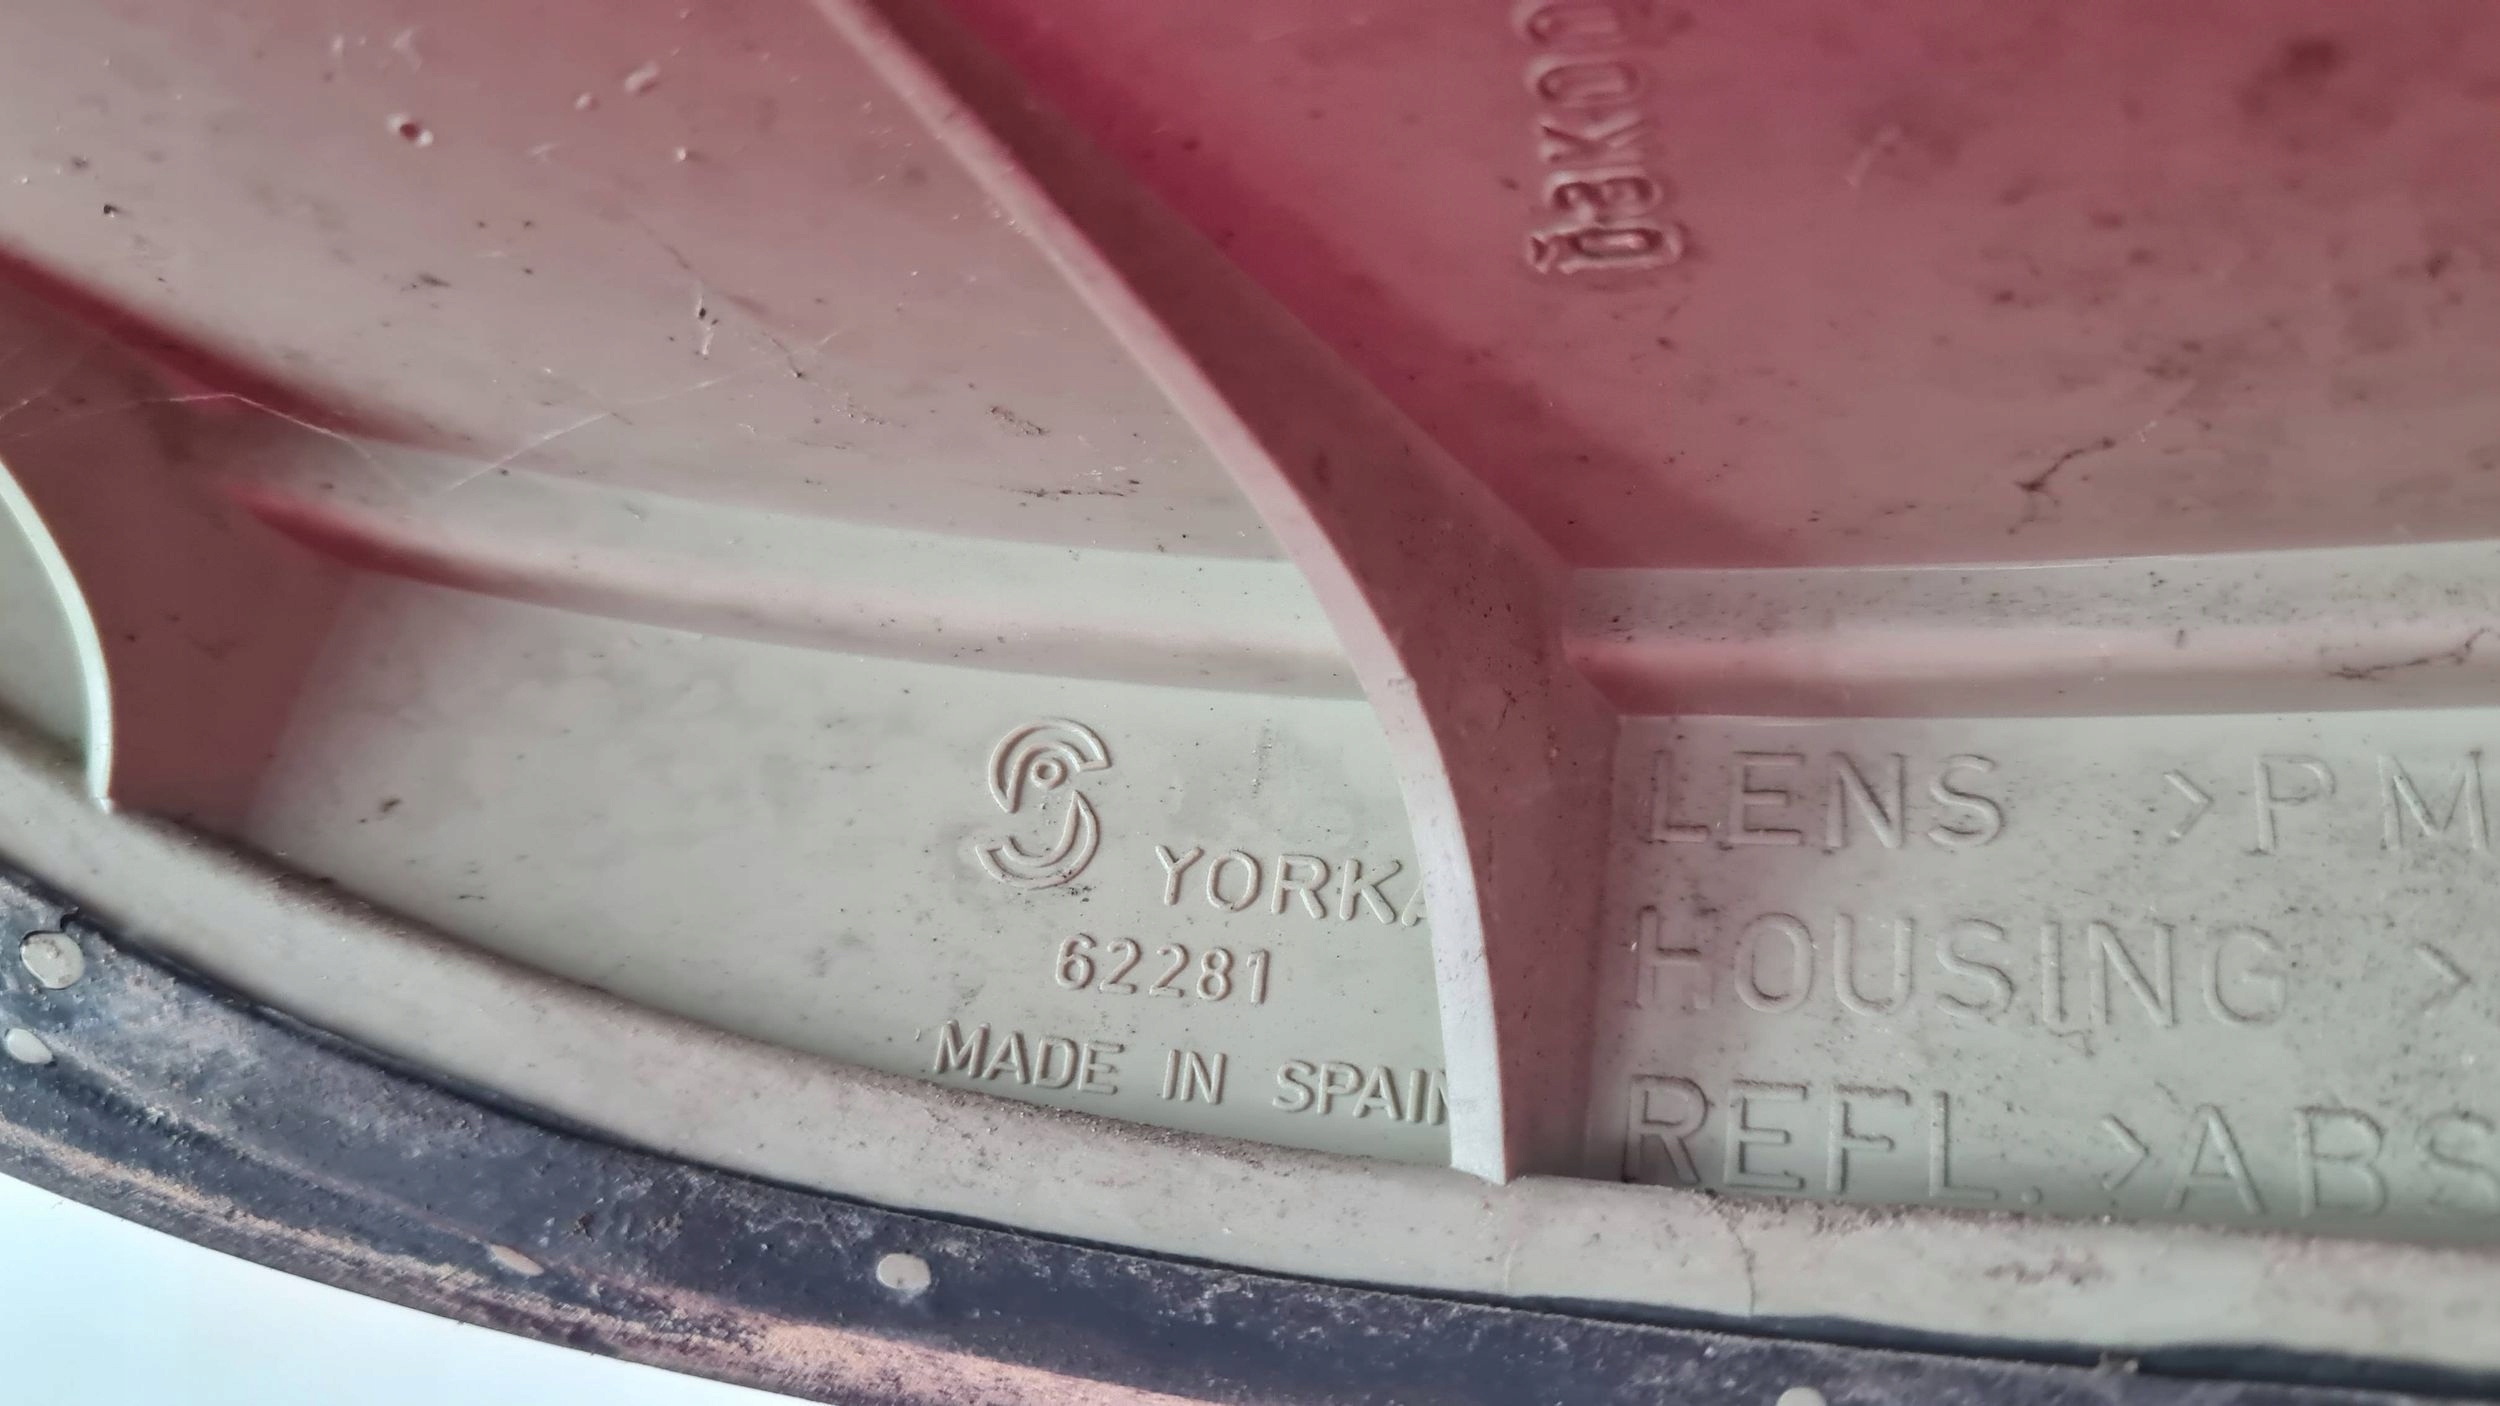 YORKA
62281
MADE IN SPAIN
LENS >PM
HOUSING >
REFL. >ABS